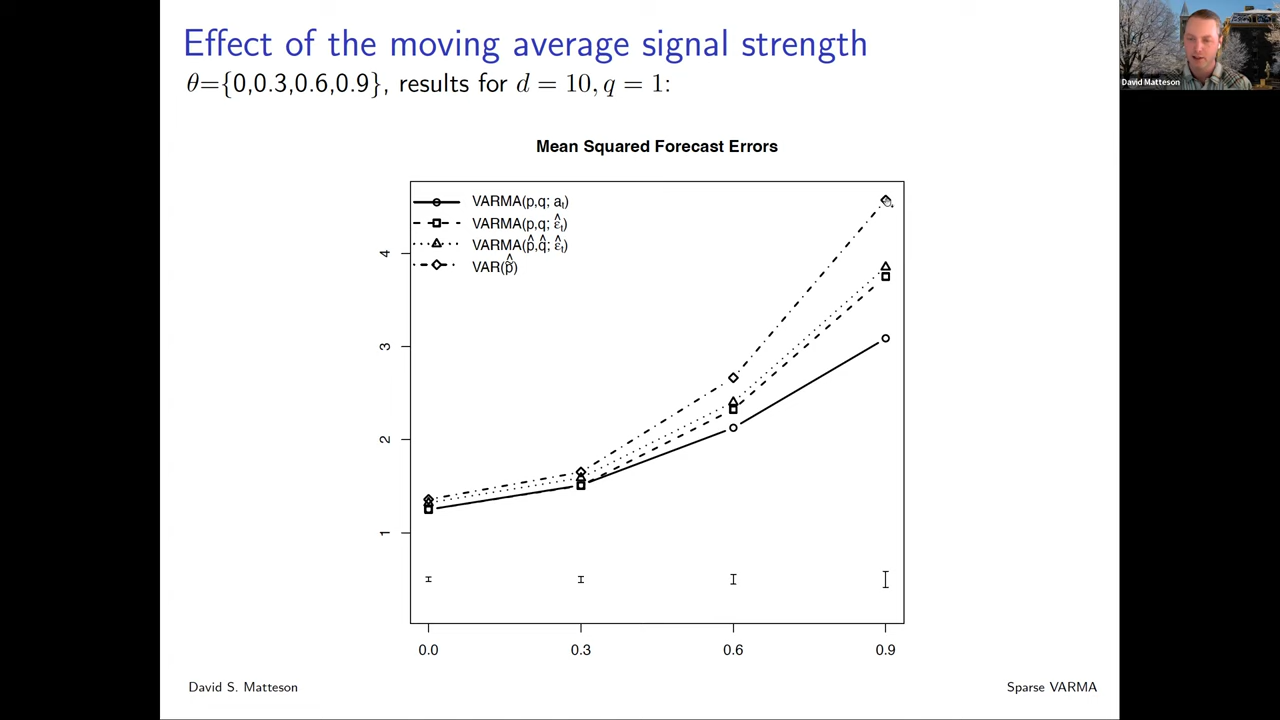 Effect of the moving average signal strength
θ={0,0.3,0.6,0.9}, results for d = 10, q = 1:
David Matteson
Mean Squared Forecast Errors
VARMA(p,q; aₜ)
VARMA(p,q; ε̂ₜ)
VARMA(p̂,q̂; ε̂ₜ)
VAR(p̃̂)
4
3
2
1
0.0 0.3 0.6 0.9
David S. Matteson
Sparse VARMA